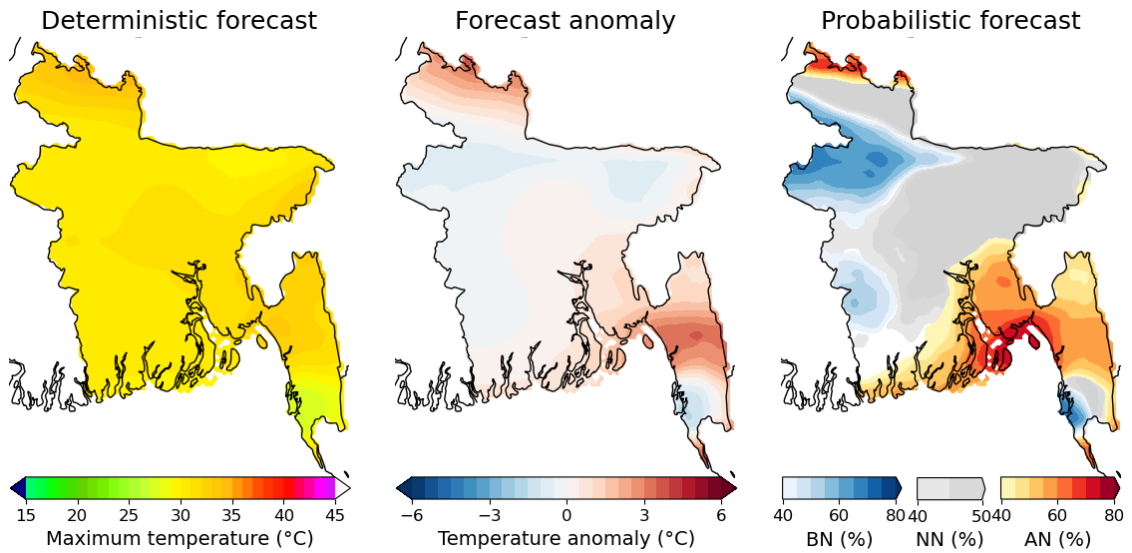 Deterministic forecast
Forecast anomaly
Probabilistic forecast
15 20 25 30 35 40 45
Maximum temperature (°C)
−6 −3 0 3 6
Temperature anomaly (°C)
40 60 80
BN (%)
40 50
NN (%)
40 60 80
AN (%)